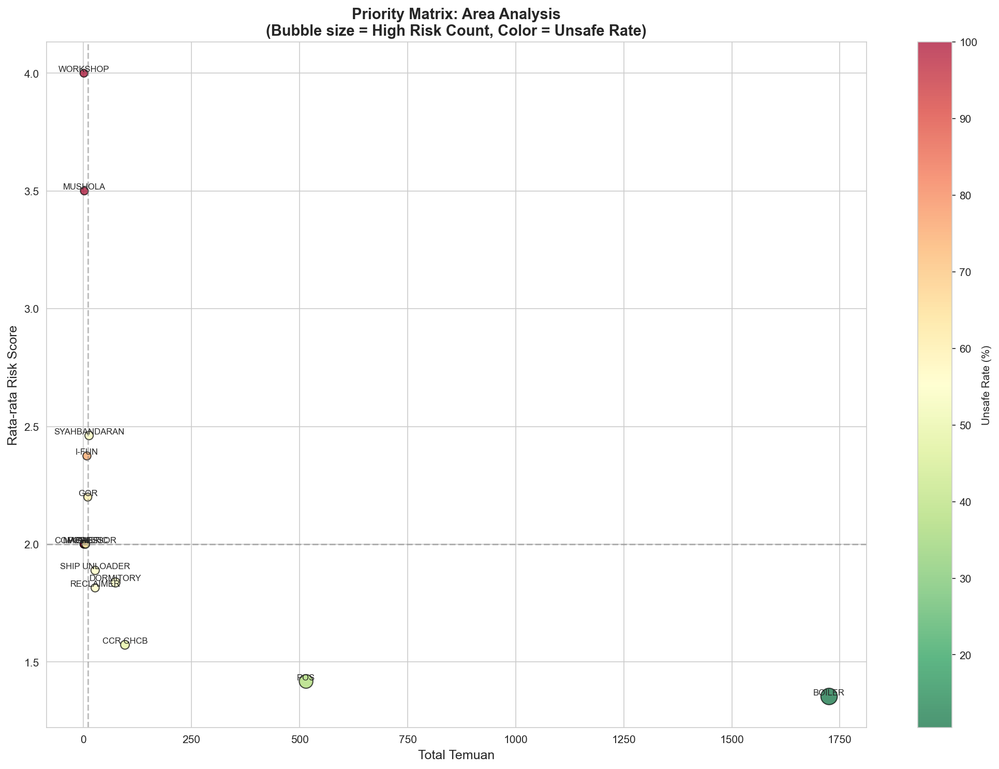 Priority Matrix: Area Analysis
(Bubble size = High Risk Count, Color = Unsafe Rate)
Rata-rata Risk Score
4.0
3.5
3.0
2.5
2.0
1.5
WORKSHOP
MUSHOLA
SYAHBANDARAN
I-FUN
GOR
SHIP UNLOADER
DORMITORY
RECLAIMER
CCR CHCB
POS
BOILER
0
250
500
750
1000
1250
1500
1750
Total Temuan
100
90
80
70
60
50
40
30
20
Unsafe Rate (%)